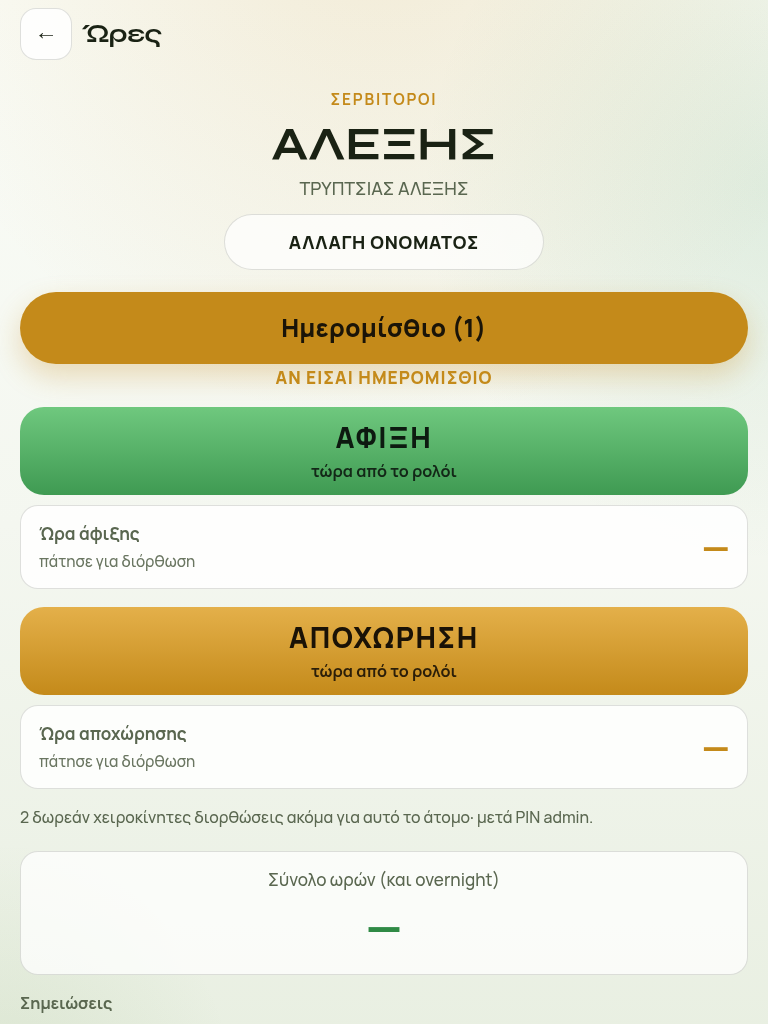 ← Ώρες
ΣΕΡΒΙΤΟΡΟΙ
ΑΛΕΞΗΣ
ΤΡΥΠΤΣΙΑΣ ΑΛΕΞΗΣ
ΑΛΛΑΓΗ ΟΝΟΜΑΤΟΣ
Ημερομίσθιο (1)
ΑΝ ΕΙΣΑΙ ΗΜΕΡΟΜΙΣΘΙΟ
ΑΦΙΞΗ
τώρα από το ρολόι
Ώρα άφιξης
πάτησε για διόρθωση
—
ΑΠΟΧΩΡΗΣΗ
τώρα από το ρολόι
Ώρα αποχώρησης
πάτησε για διόρθωση
—
2 δωρεάν χειροκίνητες διορθώσεις ακόμα για αυτό το άτομο· μετά PIN admin.
Σύνολο ωρών (και overnight)
—
Σημειώσεις